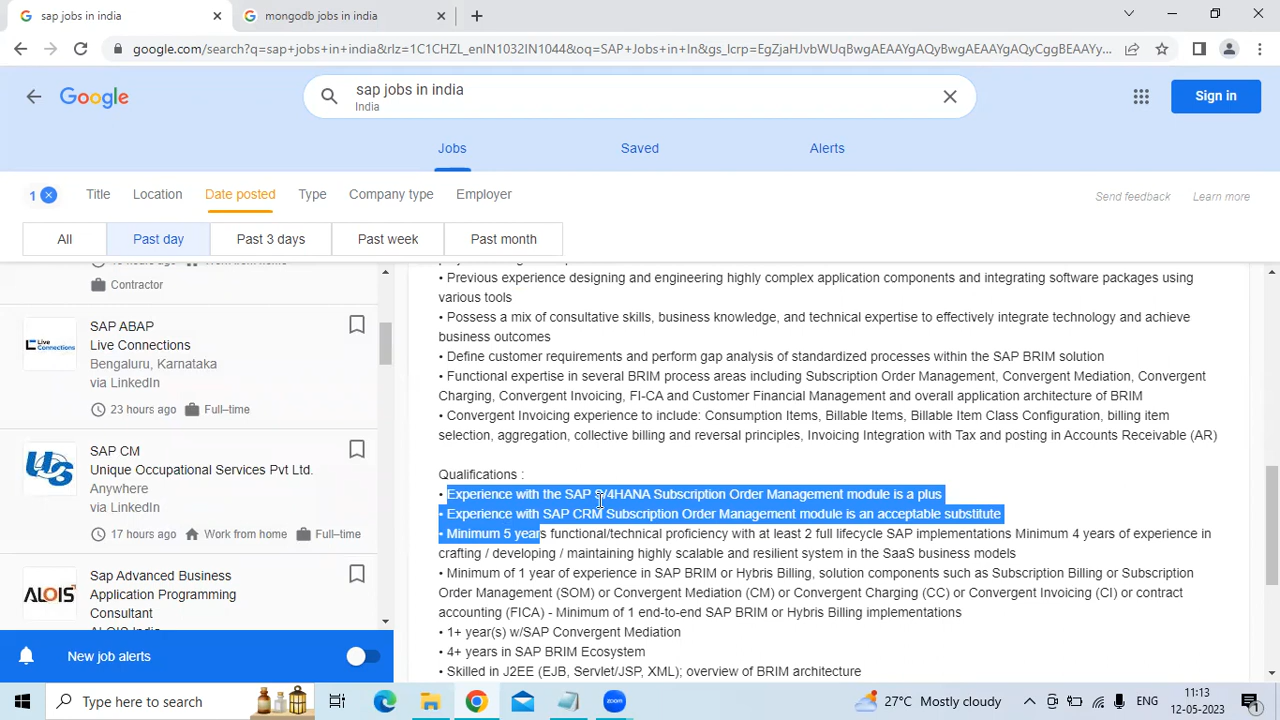 sap jobs in india
mongodb jobs in india
google.com/search?q=sap+jobs+in+india&rlz=1C1CHZL_enIN1032IN1044&oq=SAP+Jobs+in+In&gs_lcrp=EgZjaHJvbWUqBwgAEAAYgAQyBwgAEAAYgAQyCggBEAAY...
Google
sap jobs in india
India
Sign in
Jobs
Saved
Alerts
1
Title
Location
Date posted
Type
Company type
Employer
Send feedback
Learn more
All
Past day
Past 3 days
Past week
Past month
Contractor
SAP ABAP
Live Connections
Bengaluru, Karnataka
via LinkedIn
23 hours ago
Full–time
SAP CM
Unique Occupational Services Pvt Ltd.
Anywhere
via LinkedIn
17 hours ago
Work from home
Full–time
Sap Advanced Business
Application Programming
Consultant
ALOIS
New job alerts
• Previous experience designing and engineering highly complex application components and integrating software packages using
various tools
• Possess a mix of consultative skills, business knowledge, and technical expertise to effectively integrate technology and achieve
business outcomes
• Define customer requirements and perform gap analysis of standardized processes within the SAP BRIM solution
• Functional expertise in several BRIM process areas including Subscription Order Management, Convergent Mediation, Convergent
Charging, Convergent Invoicing, FI-CA and Customer Financial Management and overall application architecture of BRIM
• Convergent Invoicing experience to include: Consumption Items, Billable Items, Billable Item Class Configuration, billing item
selection, aggregation, collective billing and reversal principles, Invoicing Integration with Tax and posting in Accounts Receivable (AR)
Qualifications :
• Experience with the SAP S/4HANA Subscription Order Management module is a plus
• Experience with SAP CRM Subscription Order Management module is an acceptable substitute
• Minimum 5 years functional/technical proficiency with at least 2 full lifecycle SAP implementations Minimum 4 years of experience in
crafting / developing / maintaining highly scalable and resilient system in the SaaS business models
• Minimum of 1 year of experience in SAP BRIM or Hybris Billing, solution components such as Subscription Billing or Subscription
Order Management (SOM) or Convergent Mediation (CM) or Convergent Charging (CC) or Convergent Invoicing (CI) or contract
accounting (FICA) - Minimum of 1 end-to-end SAP BRIM or Hybris Billing implementations
• 1+ year(s) w/SAP Convergent Mediation
• 4+ years in SAP BRIM Ecosystem
• Skilled in J2EE (EJB, Servlet/JSP, XML); overview of BRIM architecture
Type here to search
zoom
27°C Mostly cloudy
ENG
11:13
12-05-2023
1